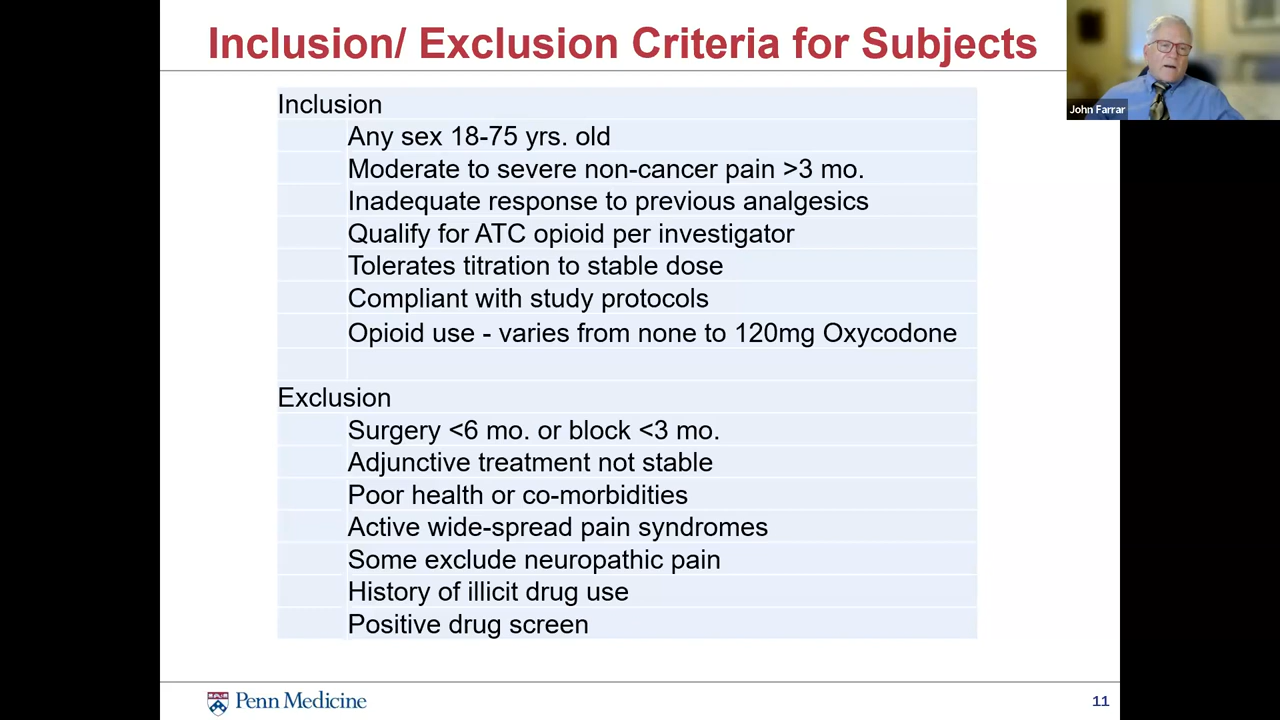 Inclusion/ Exclusion Criteria for Subjects
John Farrar
Inclusion
Any sex 18-75 yrs. old
Moderate to severe non-cancer pain >3 mo.
Inadequate response to previous analgesics
Qualify for ATC opioid per investigator
Tolerates titration to stable dose
Compliant with study protocols
Opioid use - varies from none to 120mg Oxycodone
Exclusion
Surgery <6 mo. or block <3 mo.
Adjunctive treatment not stable
Poor health or co-morbidities
Active wide-spread pain syndromes
Some exclude neuropathic pain
History of illicit drug use
Positive drug screen
Penn Medicine
11